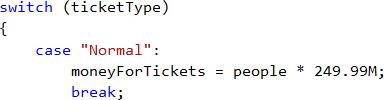 switch (ticketType)
{
    case "Normal":
        moneyForTickets = people * 249.99M;
        break;